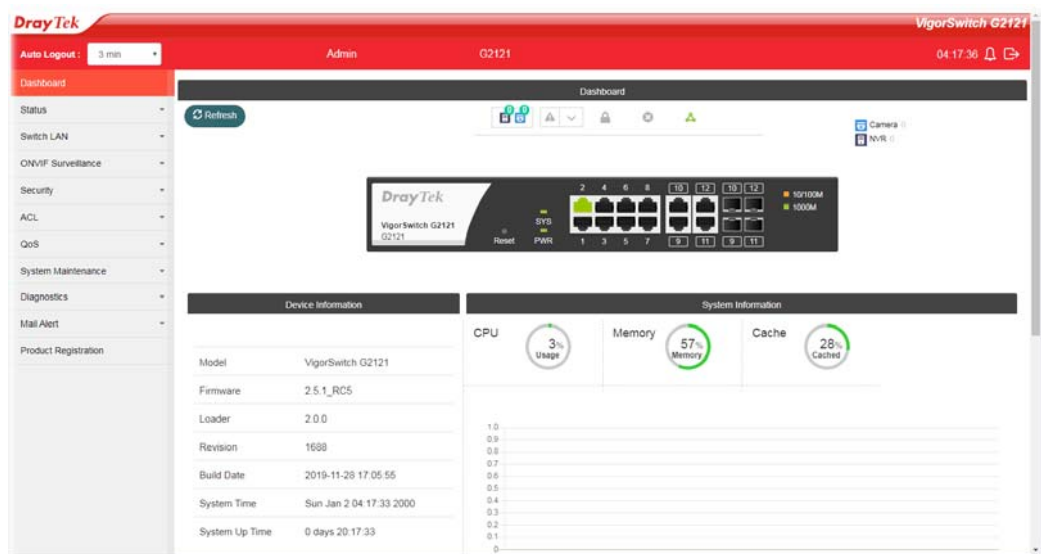 DrayTek
VigorSwitch G2121
Auto Logout : 3 min Admin G2121 04:17:36
Dashboard
Status
Switch LAN
ONVIF Surveillance
Security
ACL
QoS
System Maintenance
Diagnostics
Mail Alert
Product Registration
Dashboard
Refresh
0 0
Camera 0
NVR 0
DrayTek
VigorSwitch G2121
G2121
Reset
SYS
PWR
2 4 6 8 10 12 10 12
1 3 5 7 9 11 9 11
10/100M
1000M
Device Information
Model VigorSwitch G2121
Firmware 2.5.1_RC5
Loader 2.0.0
Revision 1688
Build Date 2019-11-28 17:05:55
System Time Sun Jan 2 04:17:33 2000
System Up Time 0 days 20:17:33
System Information
CPU
3%
Usage
Memory
57%
Memory
Cache
28%
Cached
1.0
0.9
0.8
0.7
0.6
0.5
0.4
0.3
0.2
0.1
0